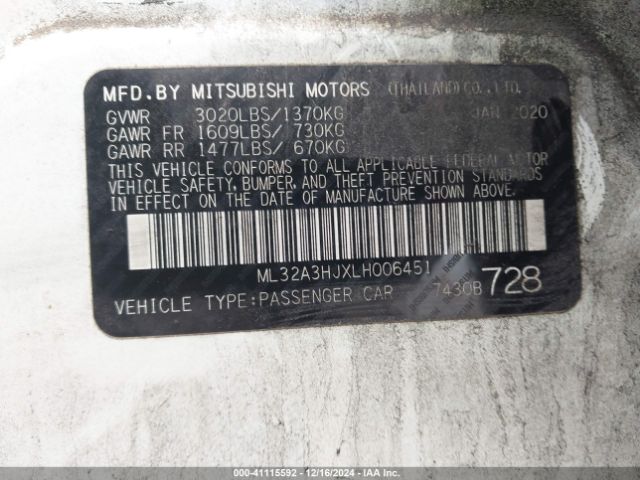 MFD.BY MITSUBISHI MOTORS (THAILAND)CO.,LTD.
GVWR 3020LBS/1370KG JAN 2020
GAWR FR 1609LBS/ 730KG
GAWR RR 1477LBS/ 670KG
THIS VEHICLE CONFORMS TO ALL APPLICABLE FEDERAL MOTOR
VEHICLE SAFETY, BUMPER, AND THEFT PREVENTION STANDARDS
IN EFFECT ON THE DATE OF MANUFACTURE SHOWN ABOVE.
ML32A3HJXLH006451
VEHICLE TYPE:PASSENGER CAR 7430B 728
000-41115592 - 12/16/2024 - IAA Inc.